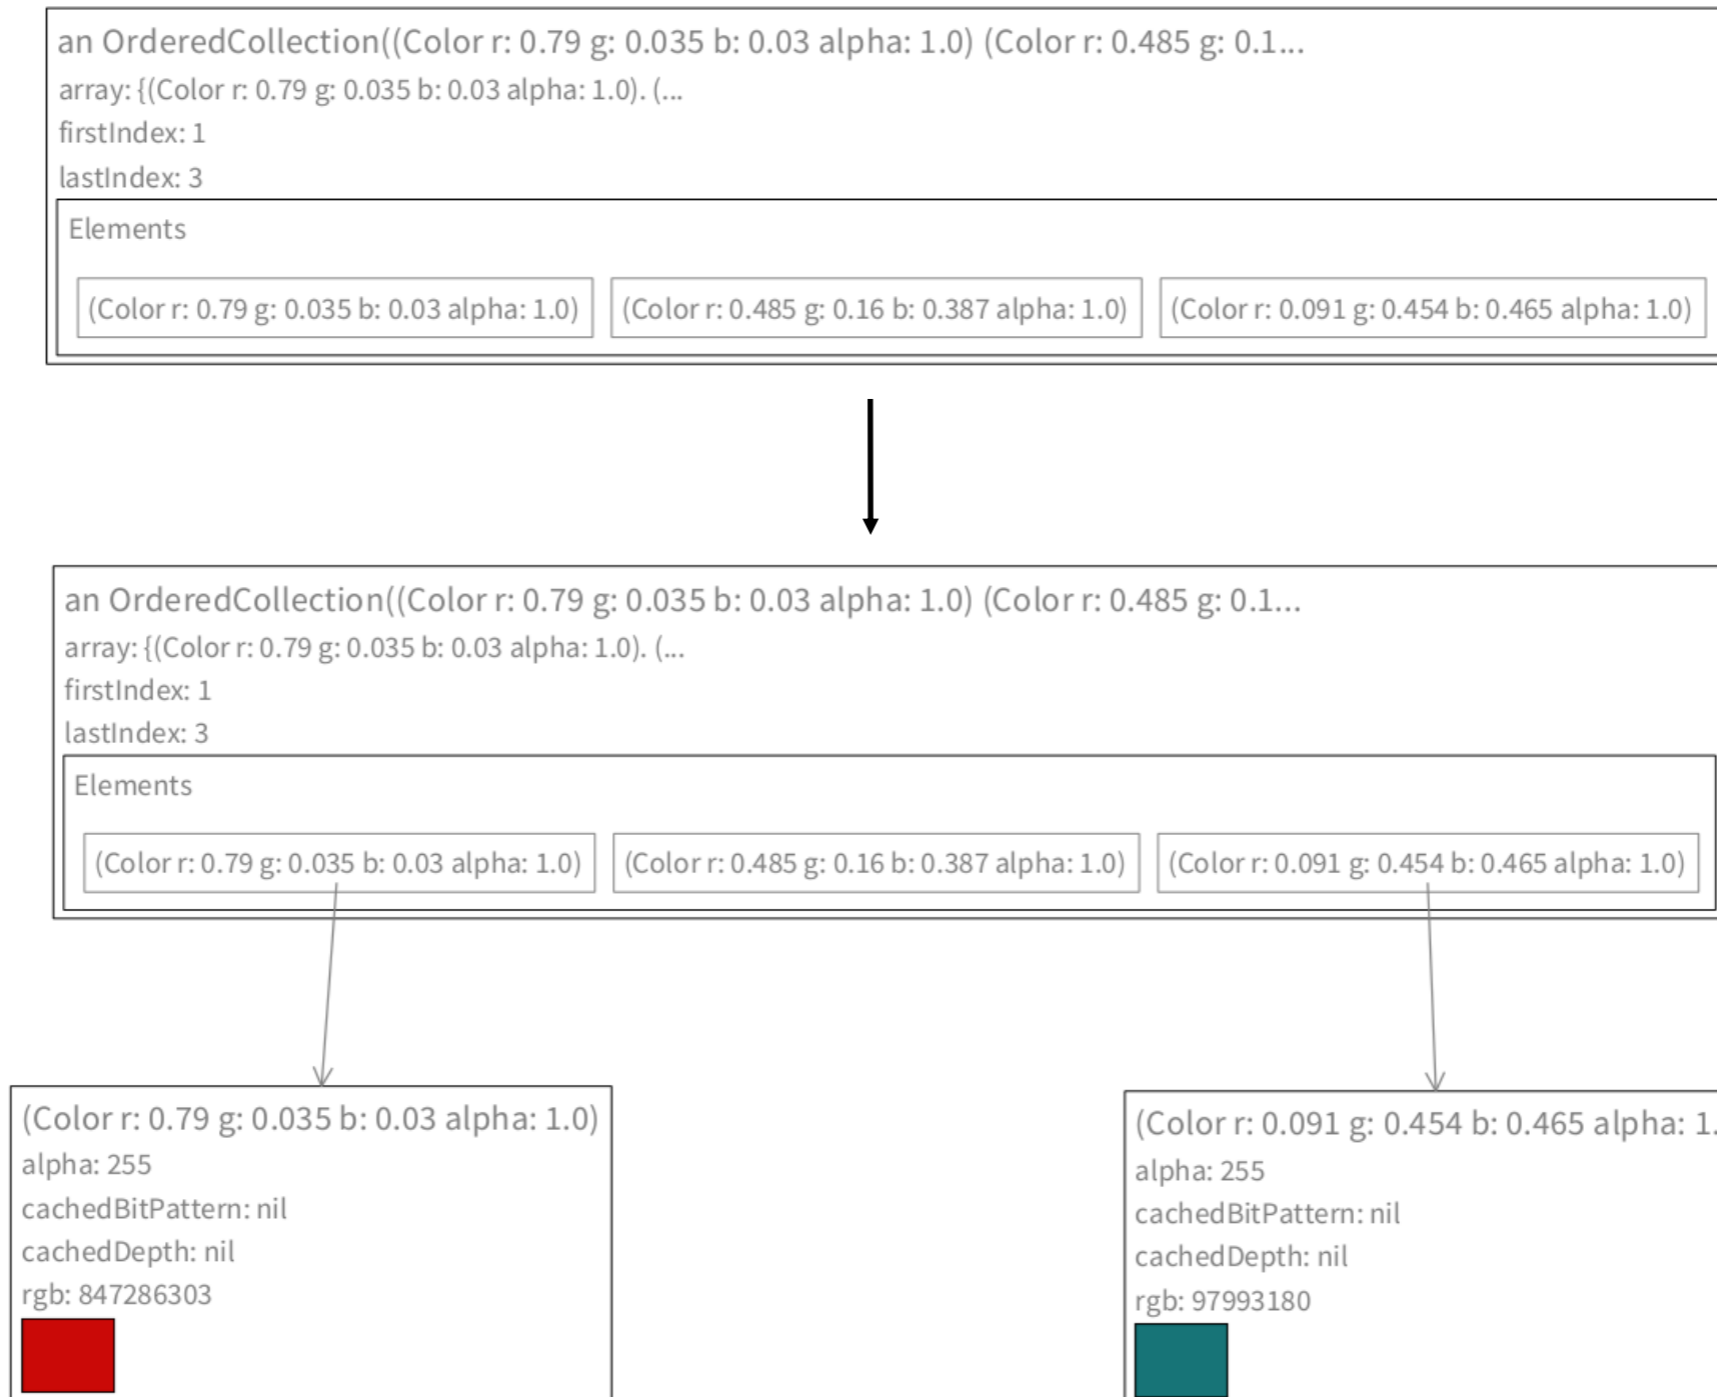 an OrderedCollection((Color r: 0.79 g: 0.035 b: 0.03 alpha: 1.0) (Color r: 0.485 g: 0.1...
array: {(Color r: 0.79 g: 0.035 b: 0.03 alpha: 1.0). (...
firstIndex: 1
lastIndex: 3
Elements
(Color r: 0.79 g: 0.035 b: 0.03 alpha: 1.0) (Color r: 0.485 g: 0.16 b: 0.387 alpha: 1.0) (Color r: 0.091 g: 0.454 b: 0.465 alpha: 1.0)
an OrderedCollection((Color r: 0.79 g: 0.035 b: 0.03 alpha: 1.0) (Color r: 0.485 g: 0.1...
array: {(Color r: 0.79 g: 0.035 b: 0.03 alpha: 1.0). (...
firstIndex: 1
lastIndex: 3
Elements
(Color r: 0.79 g: 0.035 b: 0.03 alpha: 1.0) (Color r: 0.485 g: 0.16 b: 0.387 alpha: 1.0) (Color r: 0.091 g: 0.454 b: 0.465 alpha: 1.0)
(Color r: 0.79 g: 0.035 b: 0.03 alpha: 1.0)
alpha: 255
cachedBitPattern: nil
cachedDepth: nil
rgb: 847286303
(Color r: 0.091 g: 0.454 b: 0.465 alpha: 1.
alpha: 255
cachedBitPattern: nil
cachedDepth: nil
rgb: 97993180